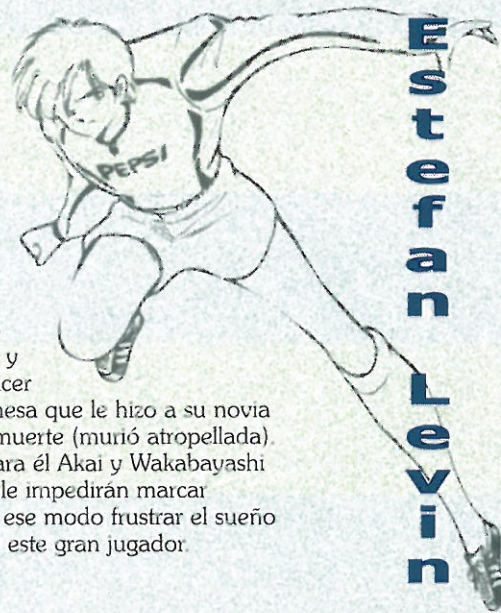 Estefan Levin
PEPSI
y
cer
nesa que le hizo a su novia
muerte (murió atropellada).
ara él Akai y Wakabayashi
le impedirán marcar
ese modo frustrar el sueño
este gran jugador.